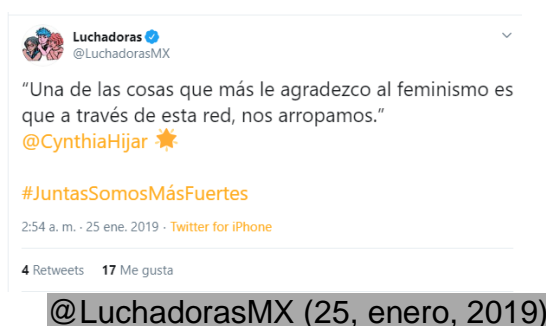 Luchadoras
@LuchadorasMX
“Una de las cosas que más le agradezco al feminismo es
que a través de esta red, nos arropamos.”
@CynthiaHijar
#JuntasSomosMásFuertes
2:54 a. m. · 25 ene. 2019 · Twitter for iPhone
4 Retweets 17 Me gusta
@LuchadorasMX (25, enero, 2019)